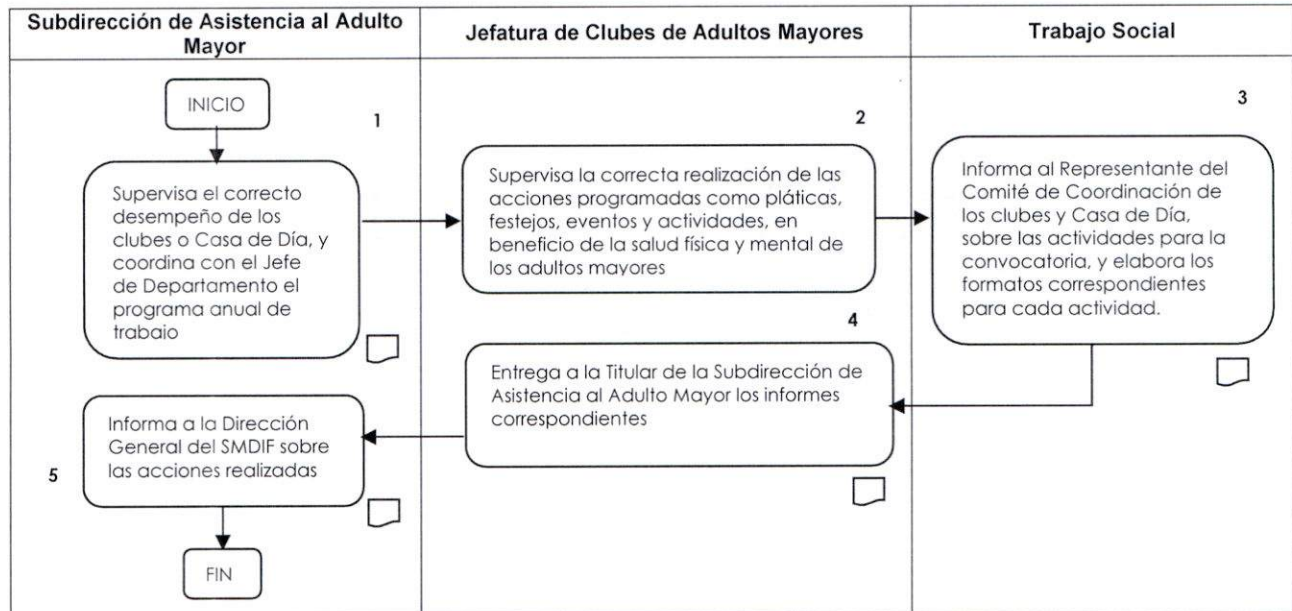 Subdirección de Asistencia al Adulto
Mayor
Jefatura de Clubes de Adultos Mayores
Trabajo Social
INICIO
1
Supervisa el correcto
desempeño de los
clubes o Casa de Día, y
coordina con el Jefe
de Departamento el
programa anual de
trabajo
2
Supervisa la correcta realización de las
acciones programadas como pláticas,
festejos, eventos y actividades, en
beneficio de la salud física y mental de
los adultos mayores
3
Informa al Representante del
Comité de Coordinación de
los clubes y Casa de Día,
sobre las actividades para la
convocatoria, y elabora los
formatos correspondientes
para cada actividad.
4
Entrega a la Titular de la Subdirección de
Asistencia al Adulto Mayor los informes
correspondientes
5
Informa a la Dirección
General del SMDIF sobre
las acciones realizadas
FIN